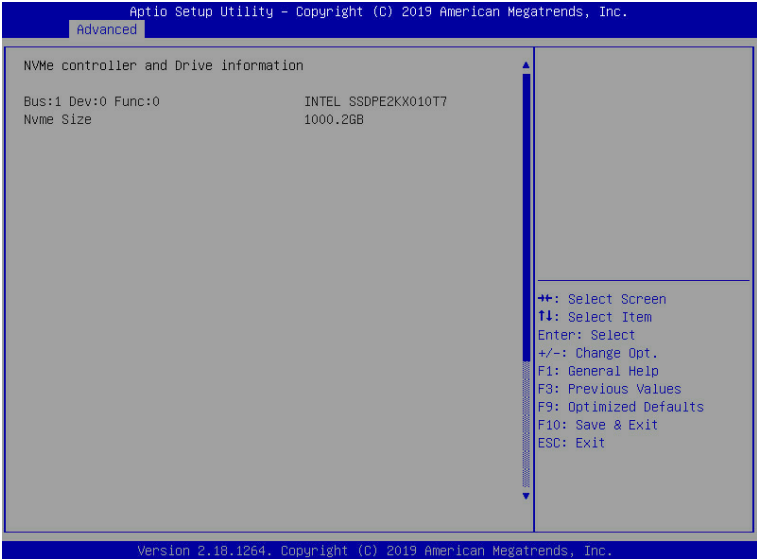 Aptio Setup Utility – Copyright (C) 2019 American Megatrends, Inc.
Advanced
NVMe controller and Drive information
Bus:1 Dev:0 Func:0 INTEL SSDPE2KX010T7
Nvme Size 1000.2GB
→←: Select Screen
↑↓: Select Item
Enter: Select
+/-: Change Opt.
F1: General Help
F3: Previous Values
F9: Optimized Defaults
F10: Save & Exit
ESC: Exit
Version 2.18.1264. Copyright (C) 2019 American Megatrends, Inc.